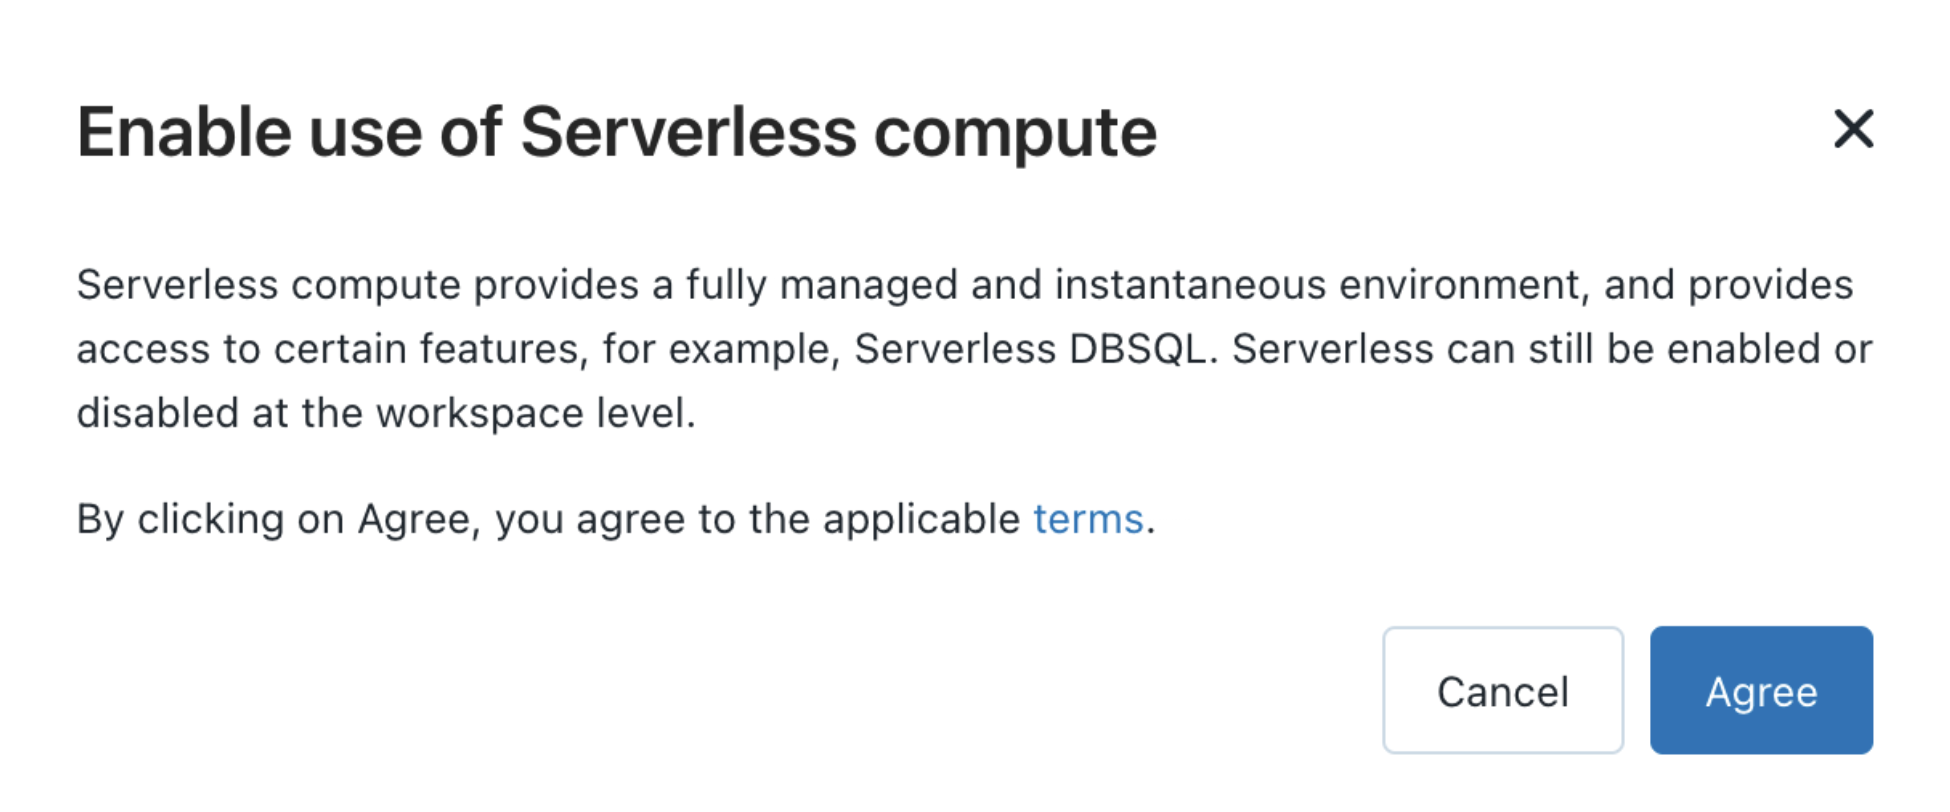 Enable use of Serverless compute
Serverless compute provides a fully managed and instantaneous environment, and provides
access to certain features, for example, Serverless DBSQL. Serverless can still be enabled or
disabled at the workspace level.
By clicking on Agree, you agree to the applicable terms.
Cancel
Agree